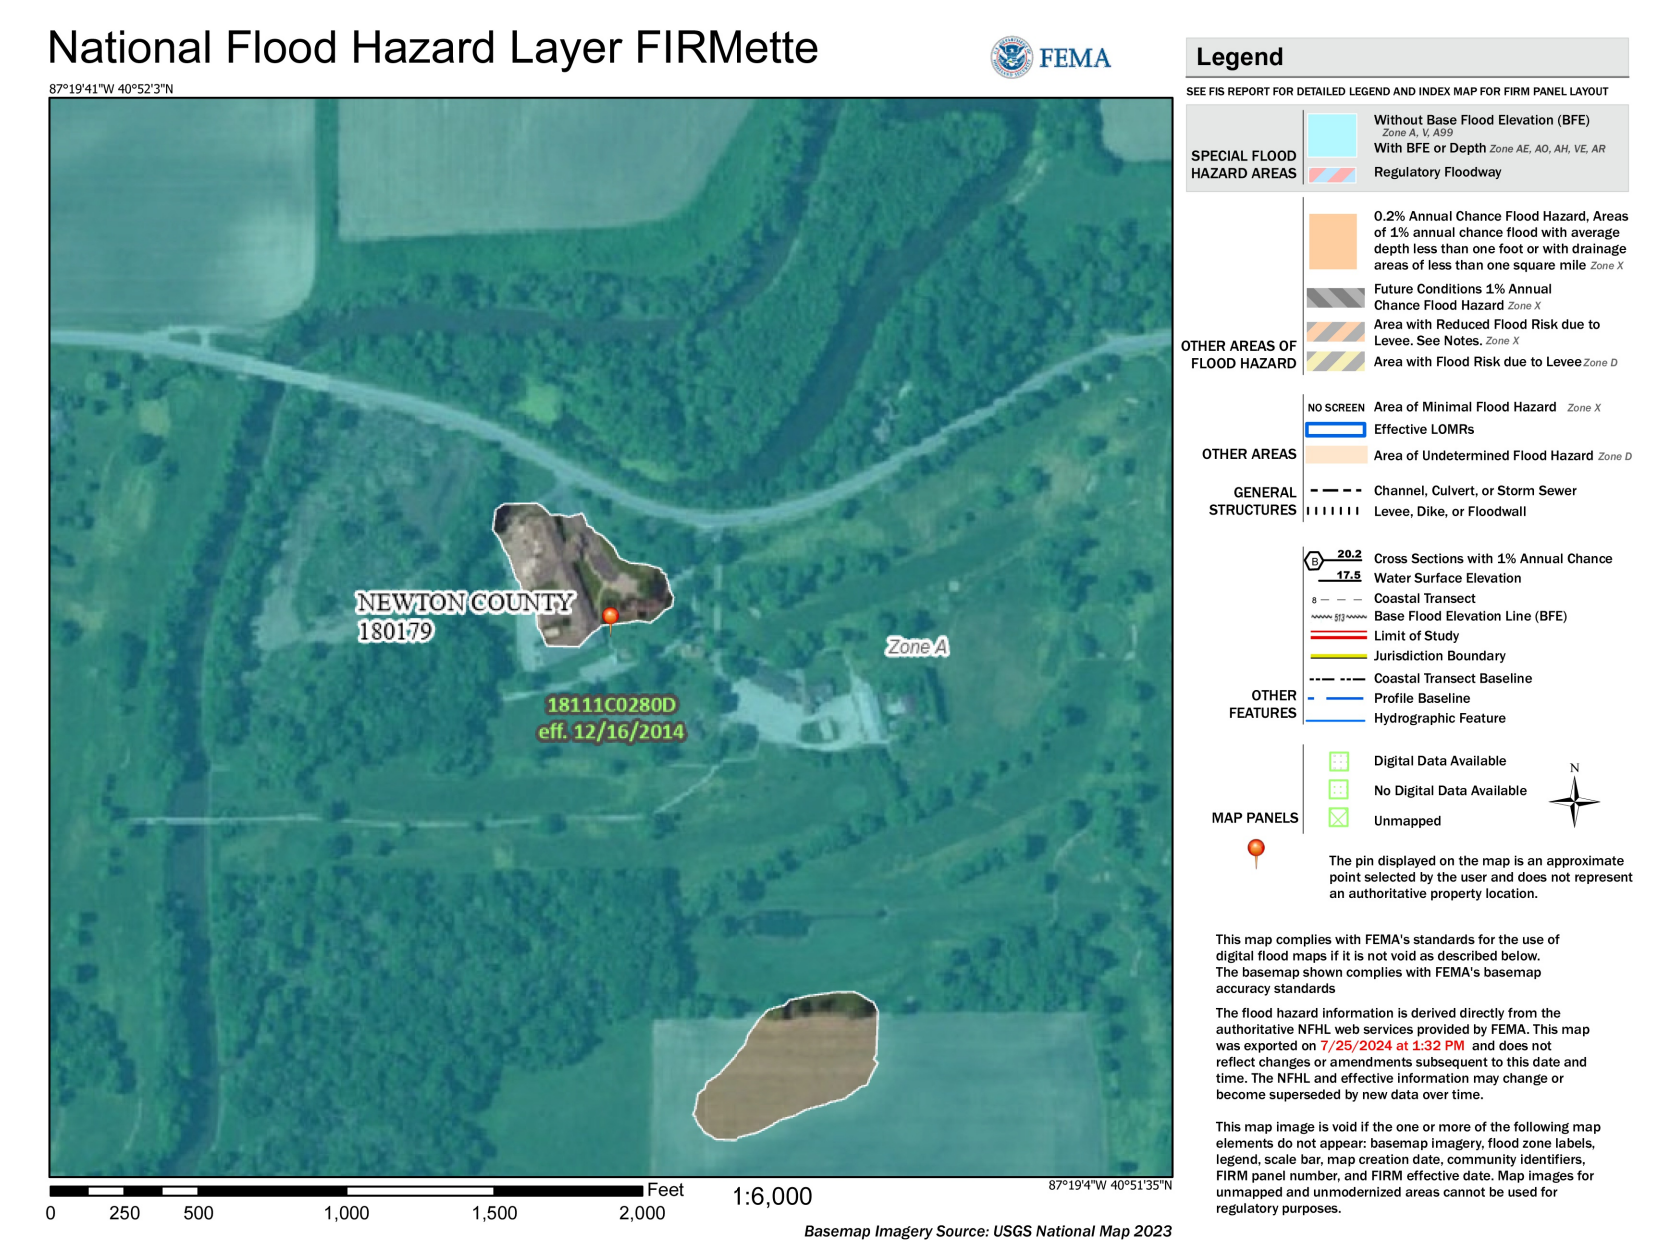 National Flood Hazard Layer FIRMette
FEMA
87°19'41"W 40°52'3"N
NEWTON COUNTY
180179
Zone A
18111C0280D
eff. 12/16/2014
87°19'4"W 40°51'35"N
Feet
1:6,000
0 250 500 1,000 1,500 2,000
Basemap Imagery Source: USGS National Map 2023
Legend
SEE FIS REPORT FOR DETAILED LEGEND AND INDEX MAP FOR FIRM PANEL LAYOUT
SPECIAL FLOOD
HAZARD AREAS
Without Base Flood Elevation (BFE)
Zone A, V, A99
With BFE or Depth Zone AE, AO, AH, VE, AR
Regulatory Floodway
0.2% Annual Chance Flood Hazard, Areas
of 1% annual chance flood with average
depth less than one foot or with drainage
areas of less than one square mile Zone X
Future Conditions 1% Annual
Chance Flood Hazard Zone X
Area with Reduced Flood Risk due to
Levee. See Notes. Zone X
Area with Flood Risk due to Levee Zone D
OTHER AREAS OF
FLOOD HAZARD
NO SCREEN Area of Minimal Flood Hazard Zone X
Effective LOMRs
OTHER AREAS
Area of Undetermined Flood Hazard Zone D
GENERAL
STRUCTURES
Channel, Culvert, or Storm Sewer
Levee, Dike, or Floodwall
B 20.2 Cross Sections with 1% Annual Chance
17.5 Water Surface Elevation
8 Coastal Transect
513 Base Flood Elevation Line (BFE)
Limit of Study
Jurisdiction Boundary
Coastal Transect Baseline
OTHER
FEATURES
Profile Baseline
Hydrographic Feature
Digital Data Available
No Digital Data Available
Unmapped
MAP PANELS
N
The pin displayed on the map is an approximate
point selected by the user and does not represent
an authoritative property location.
This map complies with FEMA's standards for the use of
digital flood maps if it is not void as described below.
The basemap shown complies with FEMA's basemap
accuracy standards
The flood hazard information is derived directly from the
authoritative NFHL web services provided by FEMA. This map
was exported on 7/25/2024 at 1:32 PM and does not
reflect changes or amendments subsequent to this date and
time. The NFHL and effective information may change or
become superseded by new data over time.
This map image is void if the one or more of the following map
elements do not appear: basemap imagery, flood zone labels,
legend, scale bar, map creation date, community identifiers,
FIRM panel number, and FIRM effective date. Map images for
unmapped and unmodernized areas cannot be used for
regulatory purposes.